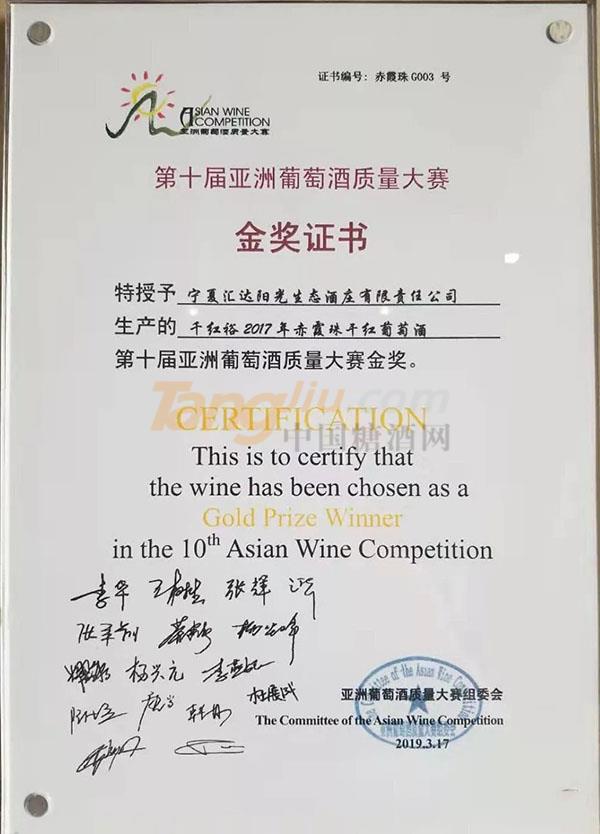 证书编号: 赤霞珠 G003 号
ASIAN WINE
COMPETITION
亚洲葡萄酒质量大赛
第十届亚洲葡萄酒质量大赛
金奖证书
特授予 宁夏汇达阳光生态酒庄有限责任公司
生产的 千红裕2017年赤霞珠干红葡萄酒
第十届亚洲葡萄酒质量大赛金奖。
Tangjiu.com
中国糖酒网
CERTIFICATION
This is to certify that
the wine has been chosen as a
Gold Prize Winner
in the 10th Asian Wine Competition
李华 张辉
杨兴元
亚洲葡萄酒质量大赛组委会
The Committee of the Asian Wine Competition
2019.3.17